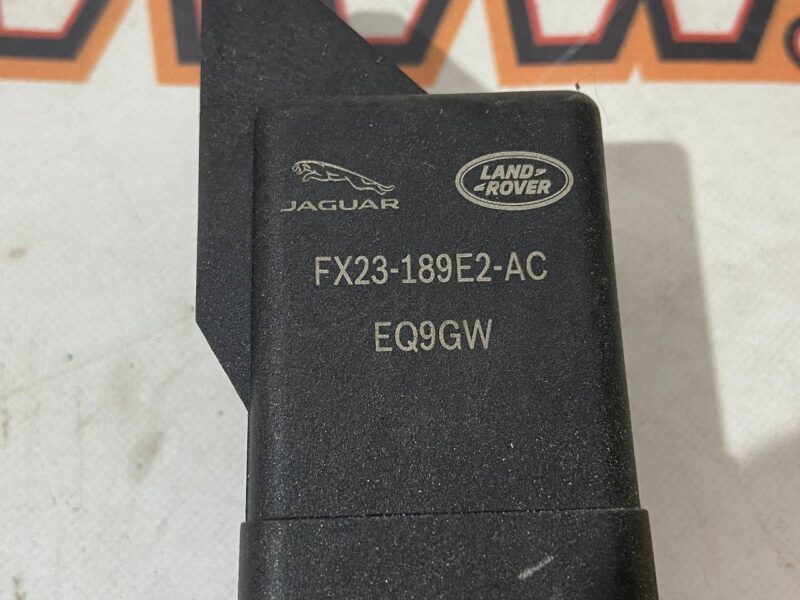 JAGUAR
LAND
ROVER
FX23-189E2-AC
EQ9GW